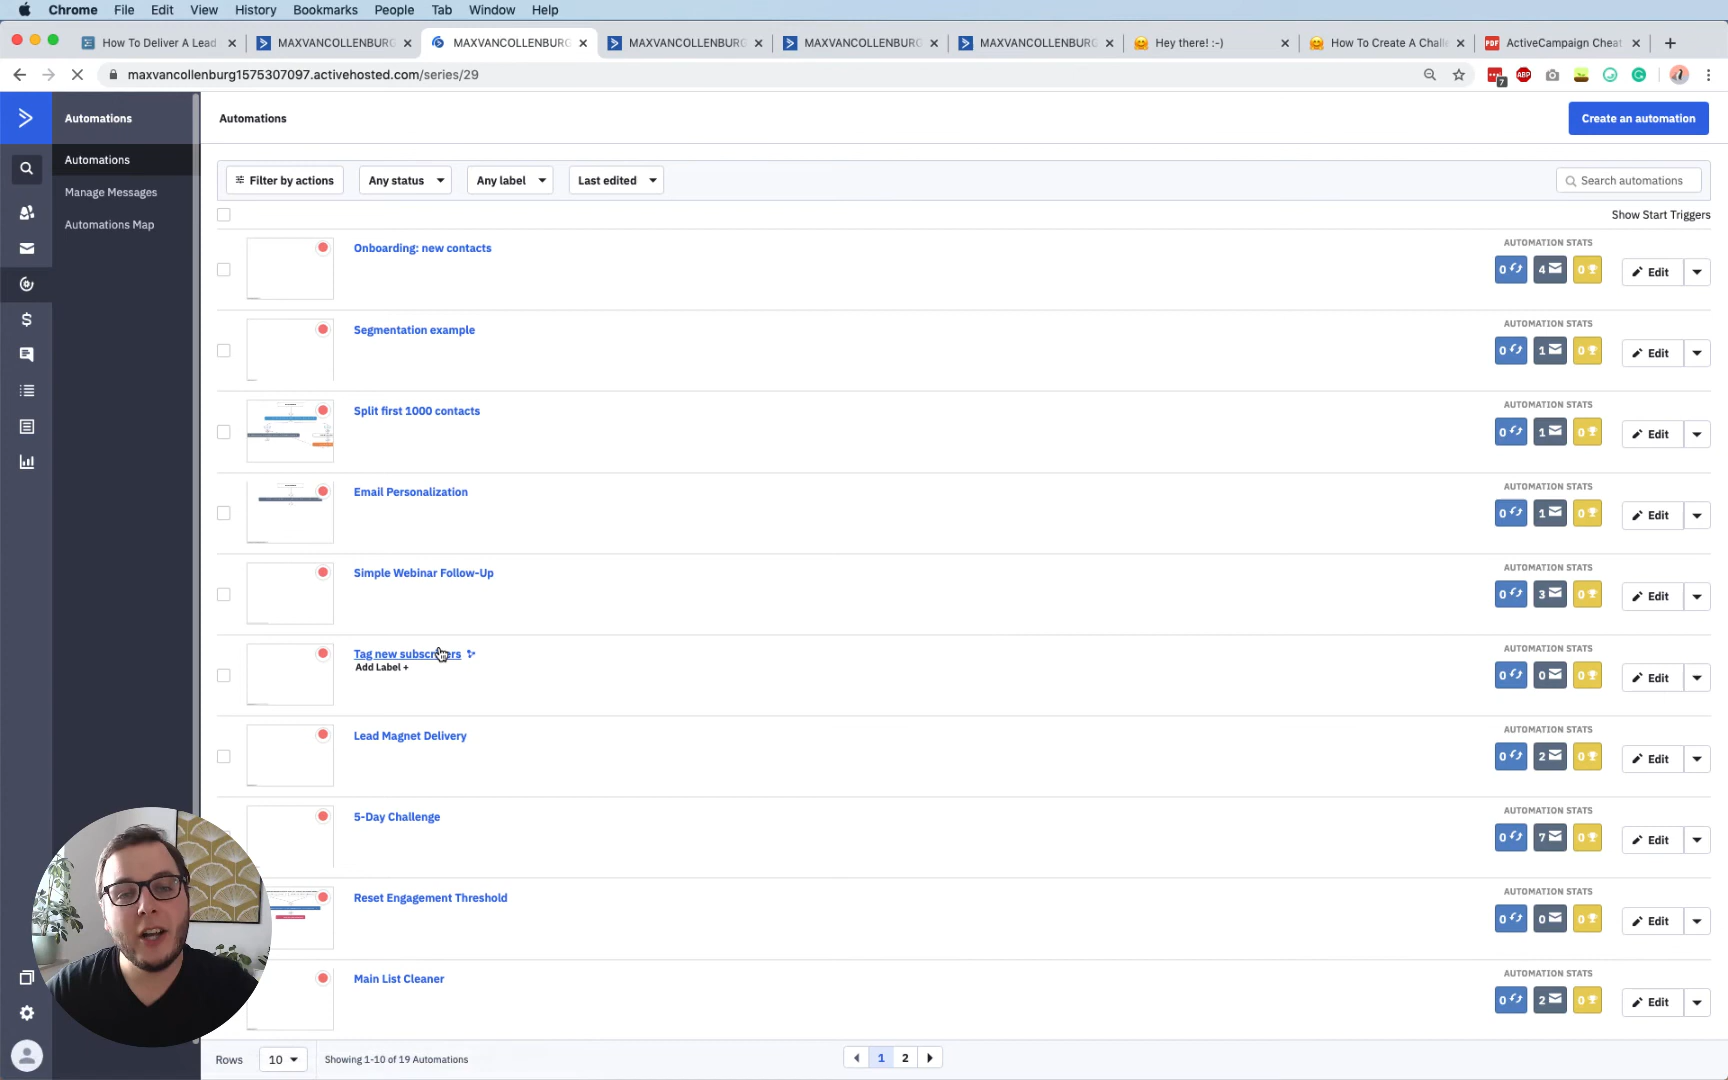 Chrome File Edit View History Bookmarks People Tab Window Help
How To Deliver A Lead
MAXVANCOLLENBURG
MAXVANCOLLENBURG
MAXVANCOLLENBURG
MAXVANCOLLENBURG
MAXVANCOLLENBURG
Hey there! :-)
How To Create A Chall
PDF ActiveCampaign Cheat
maxvancollenburg1575307097.activehosted.com/series/29
7
ABP
Automations
Automations
Create an automation
Automations
Manage Messages
Automations Map
Filter by actions
Any status
Any label
Last edited
Search automations
Show Start Triggers
Onboarding: new contacts
AUTOMATION STATS
0 4 0 Edit
Segmentation example
AUTOMATION STATS
0 1 0 Edit
Split first 1000 contacts
AUTOMATION STATS
0 1 0 Edit
Email Personalization
AUTOMATION STATS
0 1 0 Edit
Simple Webinar Follow-Up
AUTOMATION STATS
0 3 0 Edit
Tag new subscribers
Add Label +
AUTOMATION STATS
0 0 0 Edit
Lead Magnet Delivery
AUTOMATION STATS
0 2 0 Edit
5-Day Challenge
AUTOMATION STATS
0 7 0 Edit
Reset Engagement Threshold
AUTOMATION STATS
0 0 0 Edit
Main List Cleaner
AUTOMATION STATS
0 2 0 Edit
Rows 10 Showing 1-10 of 19 Automations
1 2